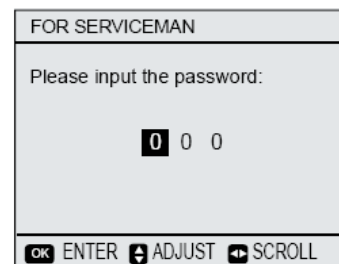 FOR SERVICEMAN
Please input the password:
0 0 0
OK ENTER ADJUST SCROLL